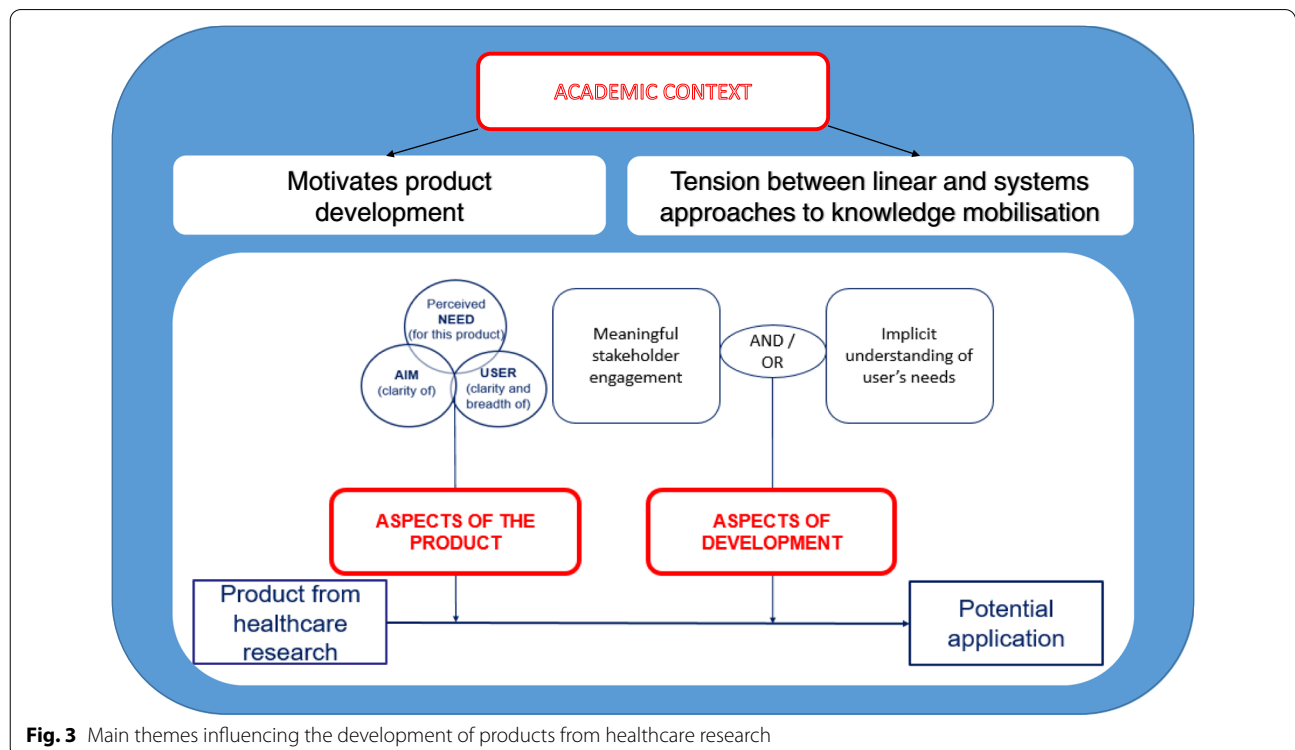 ACADEMIC CONTEXT
Motivates product
development
Tension between linear and systems
approaches to knowledge mobilisation
Perceived
NEED
(for this product)
AIM
(clarity of)
USER
(clarity and
breadth of)
Meaningful
stakeholder
engagement
AND /
OR
Implicit
understanding of
user’s needs
ASPECTS OF THE
PRODUCT
ASPECTS OF
DEVELOPMENT
Product from
healthcare
research
Potential
application
Fig. 3 Main themes influencing the development of products from healthcare research